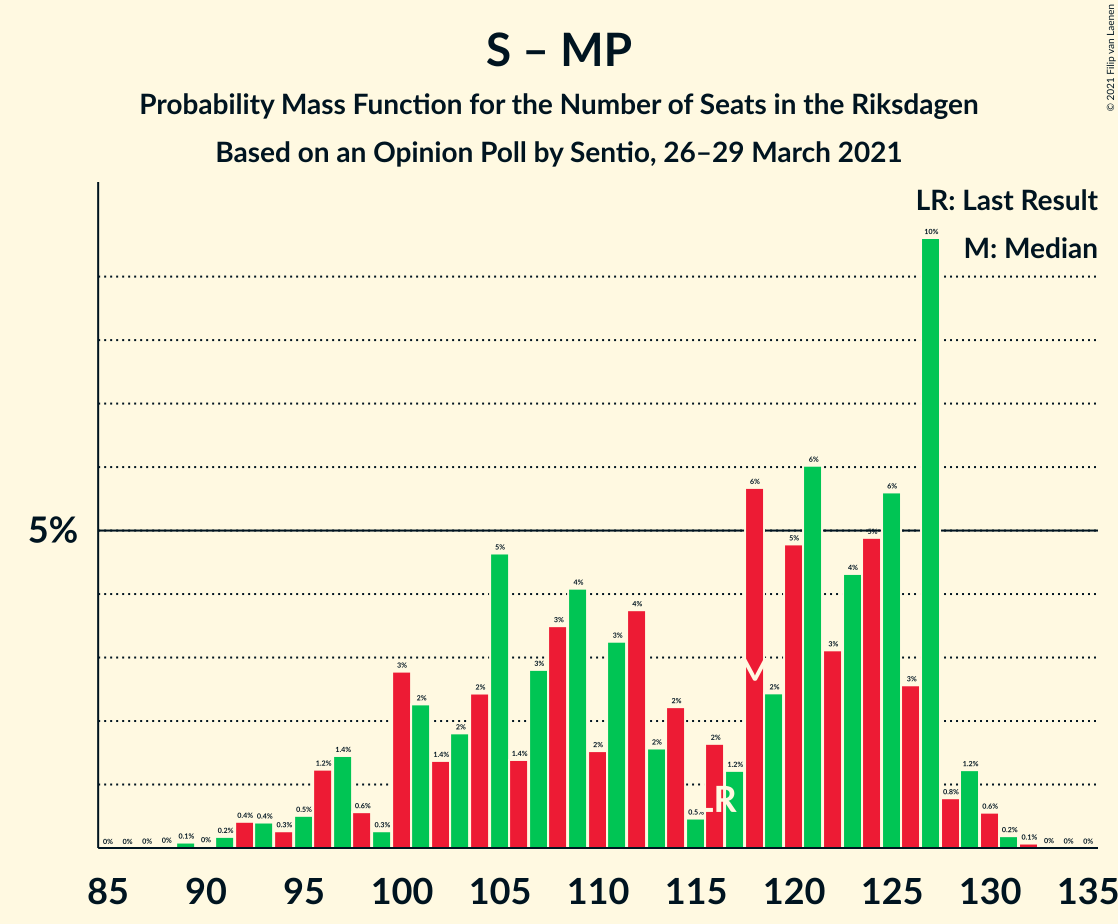 S – MP
Probability Mass Function for the Number of Seats in the Riksdagen
Based on an Opinion Poll by Sentio, 26–29 March 2021
© 2021 Filip van Laenen
LR: Last Result
M: Median
5%
0% 0% 0% 0% 0.1% 0% 0.2% 0.4% 0.4% 0.3% 0.5% 1.2% 1.4% 0.6% 0.3% 3% 2% 1.4% 2% 2% 5% 1.4% 3% 3% 4% 2% 3% 4% 2% 2% 0.5% 2% 1.2% 6% 2% 5% 6% 3% 4% 5% 6% 3% 10% 0.8% 1.2% 0.6% 0.2% 0.1% 0% 0% 0%
M
LR
85 90 95 100 105 110 115 120 125 130 135